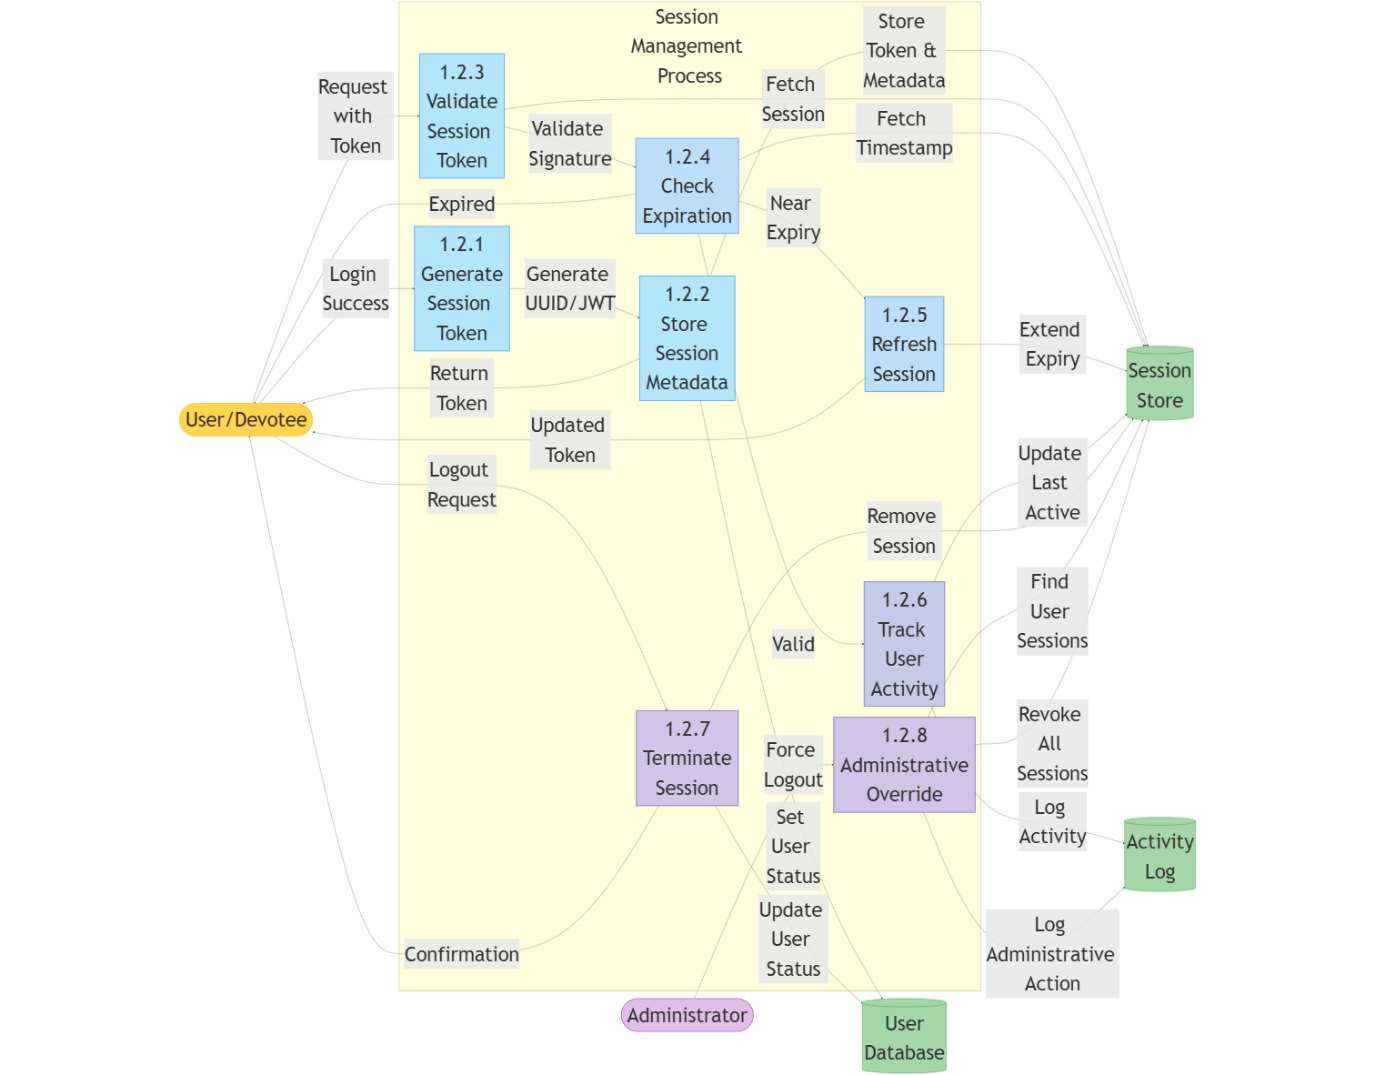 Session
Management
Process
Store
Token &
Metadata
Fetch
Session
Fetch
Timestamp
Request
with
Token
1.2.3
Validate
Session
Token
Validate
Signature
1.2.4
Check
Expiration
Expired
Near
Expiry
Login
Success
1.2.1
Generate
Session
Token
Generate
UUID/JWT
1.2.2
Store
Session
Metadata
1.2.5
Refresh
Session
Extend
Expiry
Session
Store
Return
Token
User/Devotee
Updated
Token
Logout
Request
Update
Last
Active
Remove
Session
Find
User
Sessions
1.2.6
Track
User
Activity
Valid
Revoke
All
Sessions
1.2.7
Terminate
Session
Force
Logout
1.2.8
Administrative
Override
Log
Activity
Activity
Log
Set
User
Status
Update
User
Status
Confirmation
Log
Administrative
Action
Administrator
User
Database